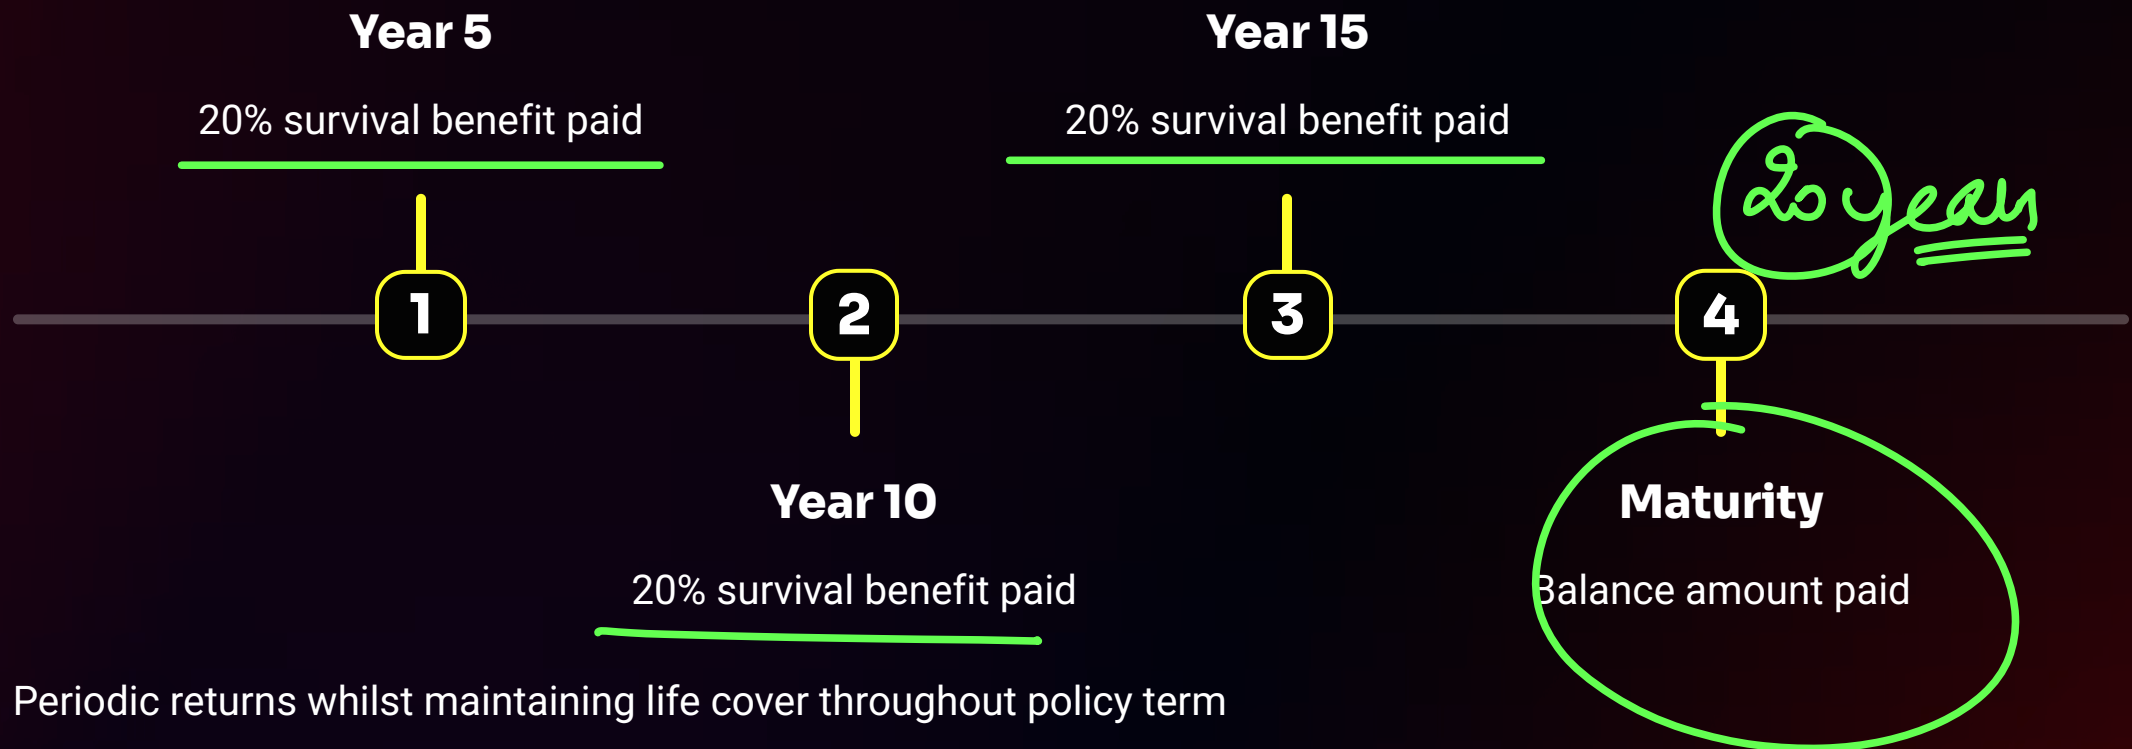 Year 5
20% survival benefit paid
Year 15
20% survival benefit paid
20 years
1
2
3
4
Year 10
20% survival benefit paid
Maturity
Balance amount paid
Periodic returns whilst maintaining life cover throughout policy term